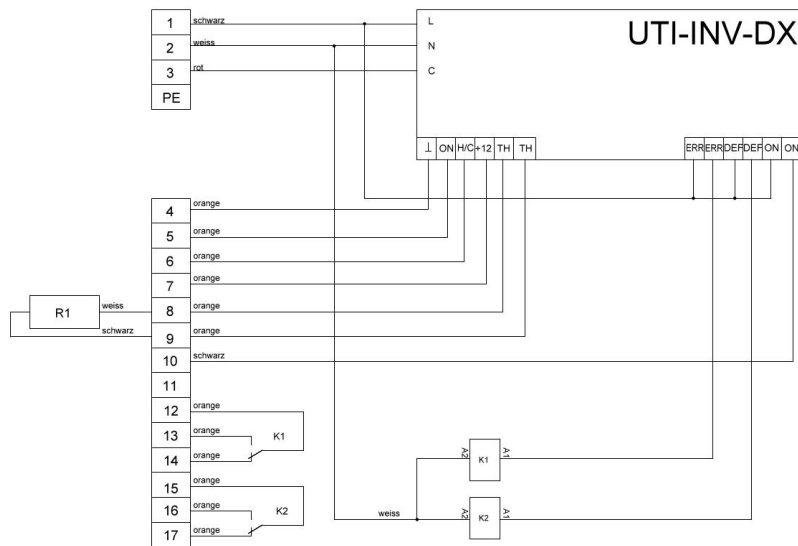 1 schwarz L UTI-INV-DX
2 weiss N
3 rot C
PE
⊥ ON H/C +12 TH TH ERR ERR DEF DEF ON ON
4 orange
5 orange
6 orange
7 orange
R1 weiss 8 orange
schwarz 9 orange
10 schwarz
11
12 orange
13 orange K1
14 orange
15 orange
16 orange K2
17 orange
A2 K1 A1
weiss A2 K2 A1